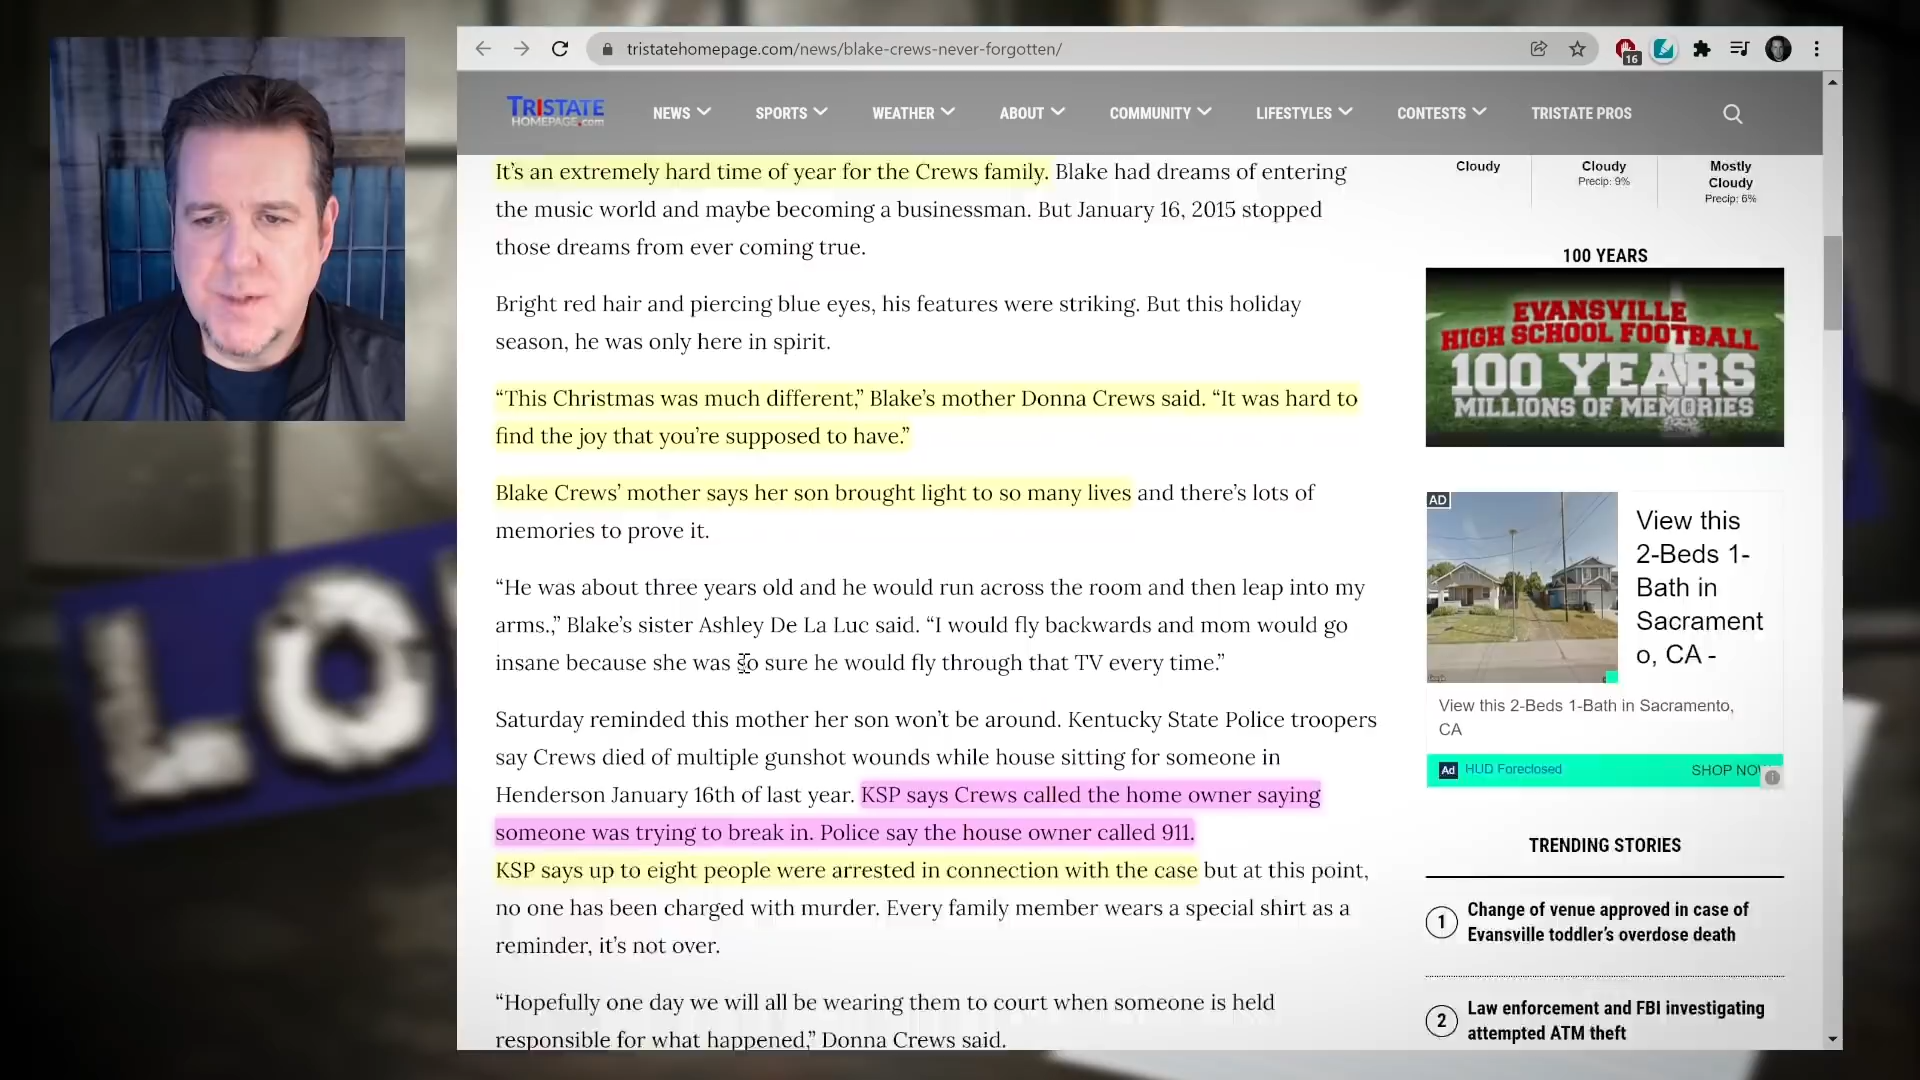 tristatehomepage.com/news/blake-crews-never-forgotten/
16
TRISTATE
HOMEPAGE.com
NEWS
SPORTS
WEATHER
ABOUT
COMMUNITY
LIFESTYLES
CONTESTS
TRISTATE PROS
It’s an extremely hard time of year for the Crews family. Blake had dreams of entering
the music world and maybe becoming a businessman. But January 16, 2015 stopped
those dreams from ever coming true.
Bright red hair and piercing blue eyes, his features were striking. But this holiday
season, he was only here in spirit.
“This Christmas was much different,” Blake’s mother Donna Crews said. “It was hard to
find the joy that you’re supposed to have.”
Blake Crews’ mother says her son brought light to so many lives and there’s lots of
memories to prove it.
“He was about three years old and he would run across the room and then leap into my
arms.,” Blake’s sister Ashley De La Luc said. “I would fly backwards and mom would go
insane because she was so sure he would fly through that TV every time.”
Saturday reminded this mother her son won’t be around. Kentucky State Police troopers
say Crews died of multiple gunshot wounds while house sitting for someone in
Henderson January 16th of last year. KSP says Crews called the home owner saying
someone was trying to break in. Police say the house owner called 911.
KSP says up to eight people were arrested in connection with the case but at this point,
no one has been charged with murder. Every family member wears a special shirt as a
reminder, it’s not over.
“Hopefully one day we will all be wearing them to court when someone is held
responsible for what happened,” Donna Crews said.
Cloudy
Cloudy
Precip: 9%
Mostly
Cloudy
Precip: 6%
100 YEARS
EVANSVILLE
HIGH SCHOOL FOOTBALL
100 YEARS
MILLIONS OF MEMORIES
AD
View this
2-Beds 1-
Bath in
Sacrament
o, CA -
View this 2-Beds 1-Bath in Sacramento,
CA
Ad
HUD Foreclosed
SHOP NOW
TRENDING STORIES
1
Change of venue approved in case of
Evansville toddler’s overdose death
2
Law enforcement and FBI investigating
attempted ATM theft